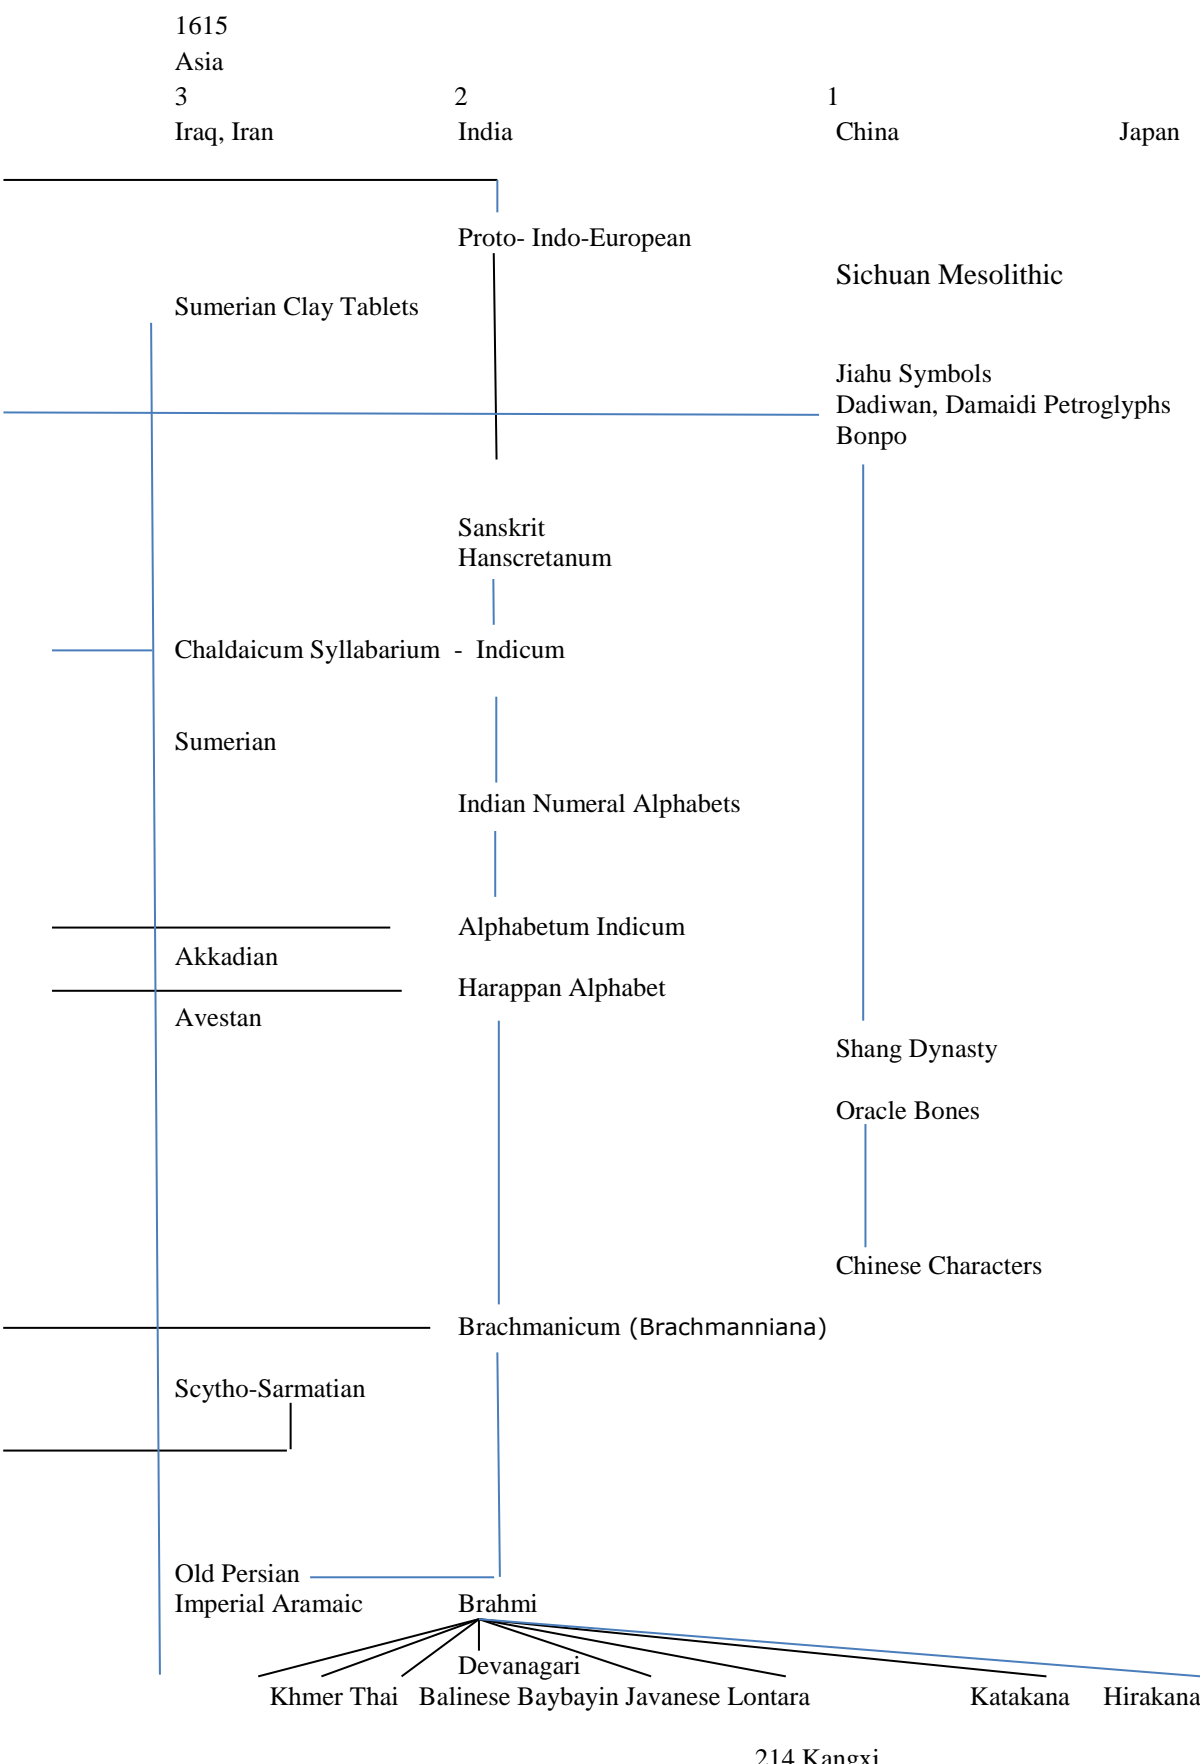 1615
Asia
3 2 1
Iraq, Iran India China Japan
Proto- Indo-European
Sichuan Mesolithic
Sumerian Clay Tablets
Jiahu Symbols
Dadiwan, Damaidi Petroglyphs
Bonpo
Sanskrit
Hanscretanum
Chaldaicum Syllabarium - Indicum
Sumerian
Indian Numeral Alphabets
Alphabetum Indicum
Akkadian
Harappan Alphabet
Avestan
Shang Dynasty
Oracle Bones
Chinese Characters
Brachmanicum (Brachmanniana)
Scytho-Sarmatian
Old Persian
Imperial Aramaic Brahmi
Devanagari
Khmer Thai Balinese Baybayin Javanese Lontara Katakana Hirakana
214 Kangxi